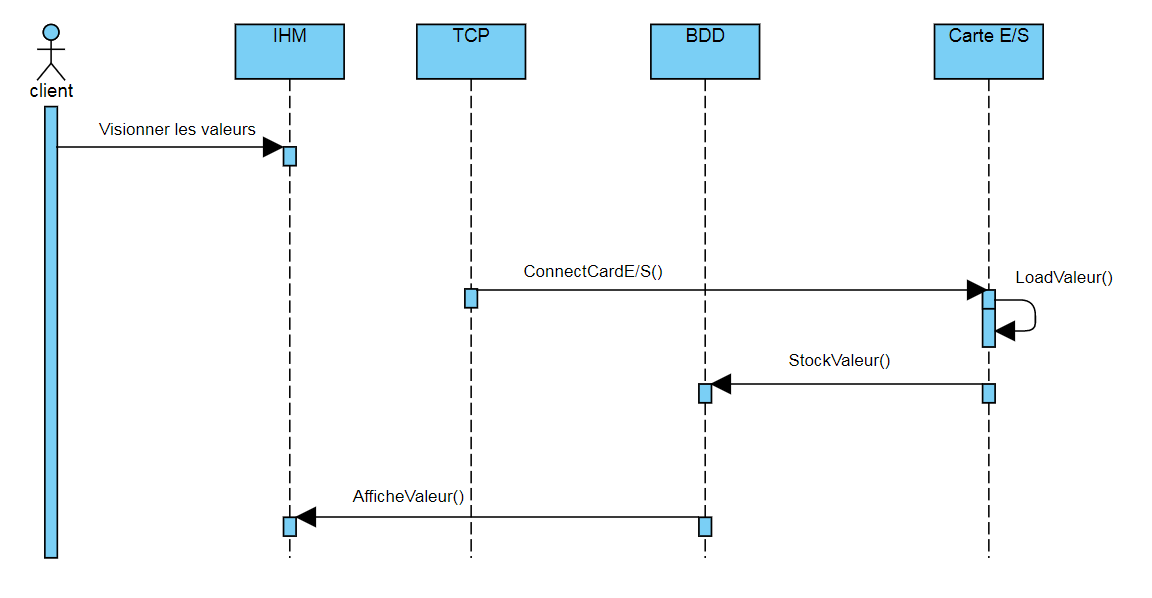 IHM
TCP
BDD
Carte E/S
client
Visionner les valeurs
ConnectCardE/S()
LoadValeur()
StockValeur()
AfficheValeur()